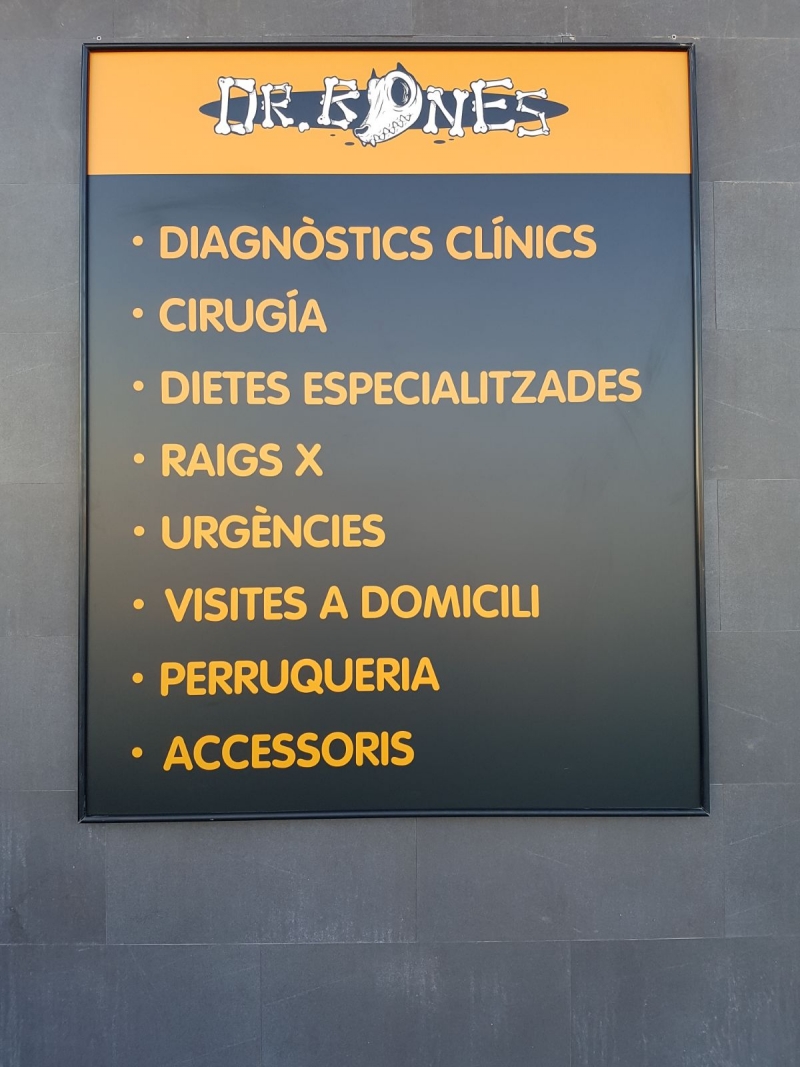 DR. BONES
• DIAGNÒSTICS CLÍNICS
• CIRUGÍA
• DIETES ESPECIALITZADES
• RAIGS X
• URGÈNCIES
• VISITES A DOMICILI
• PERRUQUERIA
• ACCESSORIS